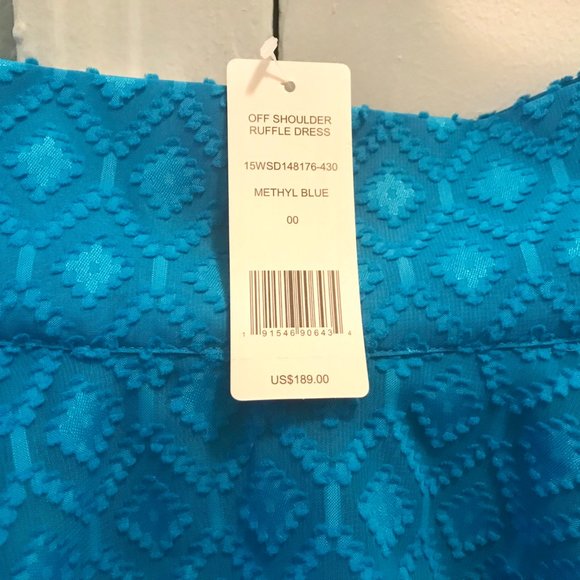 OFF SHOULDER
RUFFLE DRESS
15WSD148176-430
METHYL BLUE
00
1 91546 90643 4
US$189.00